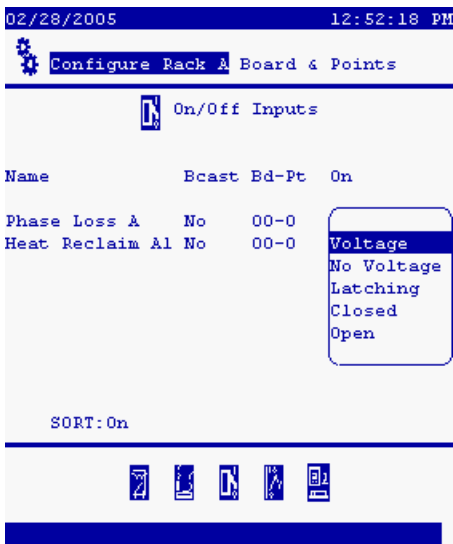 02/28/2005 12:52:18 PM
Configure Rack A Board & Points
On/Off Inputs
Name Bcast Bd-Pt On
Phase Loss A No 00-0
Heat Reclaim A1 No 00-0
Voltage
No Voltage
Latching
Closed
Open
SORT:On